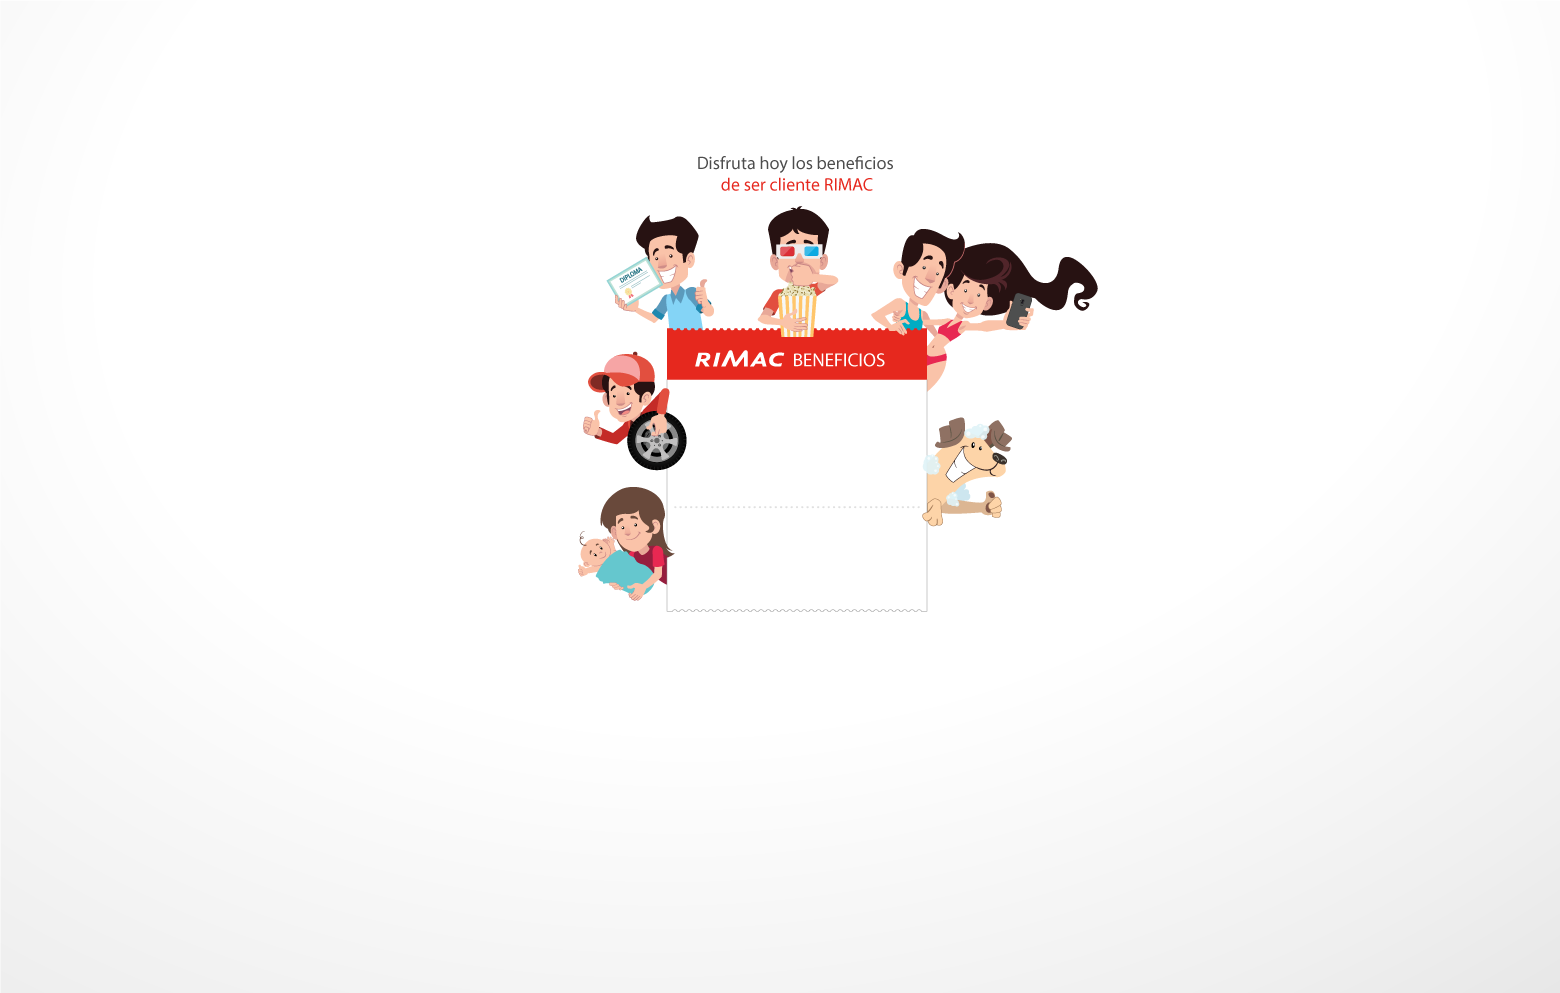 Disfruta hoy los beneficios
de ser cliente RIMAC
DIPLOMA
RIMAC BENEFICIOS